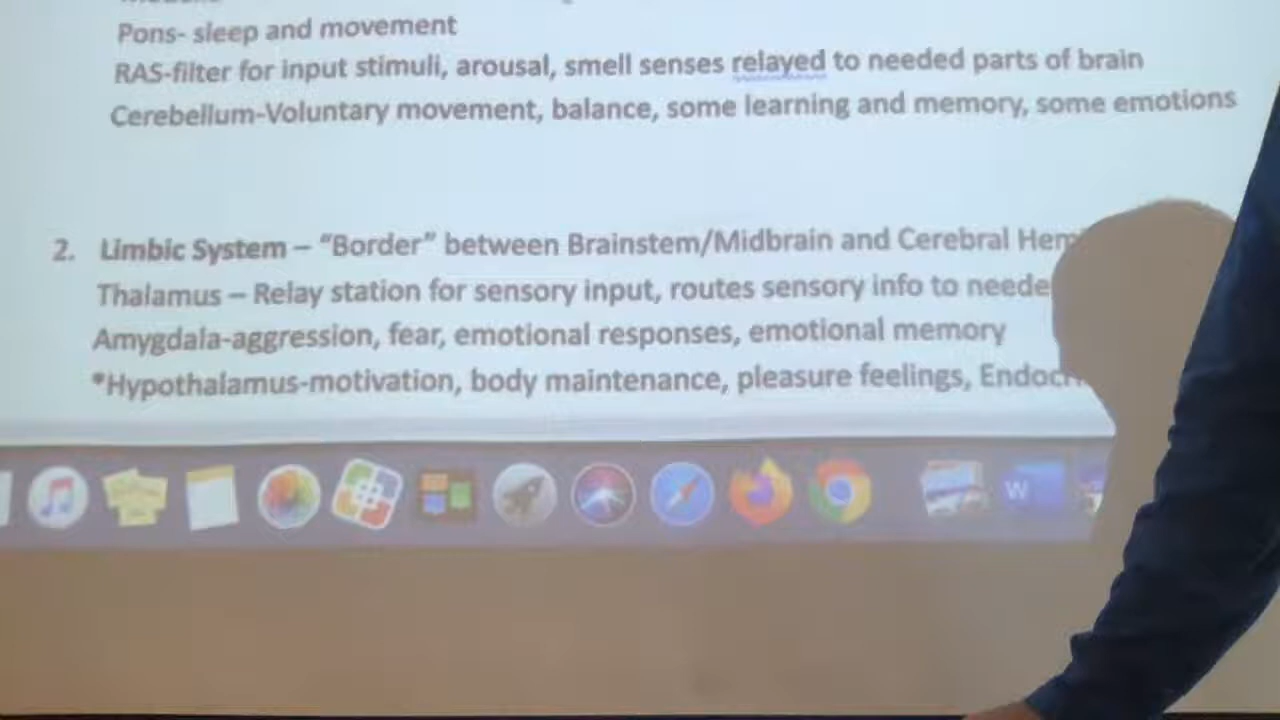 Pons- sleep and movement
RAS-filter for input stimuli, arousal, smell senses relayed to needed parts of brain
Cerebellum-Voluntary movement, balance, some learning and memory, some emotions
2. Limbic System – “Border” between Brainstem/Midbrain and Cerebral
Thalamus – Relay station for sensory input, routes sensory info to
Amygdala-aggression, fear, emotional responses, emotional memory
*Hypothalamus-motivation, body maintenance, pleasure feelings,
W